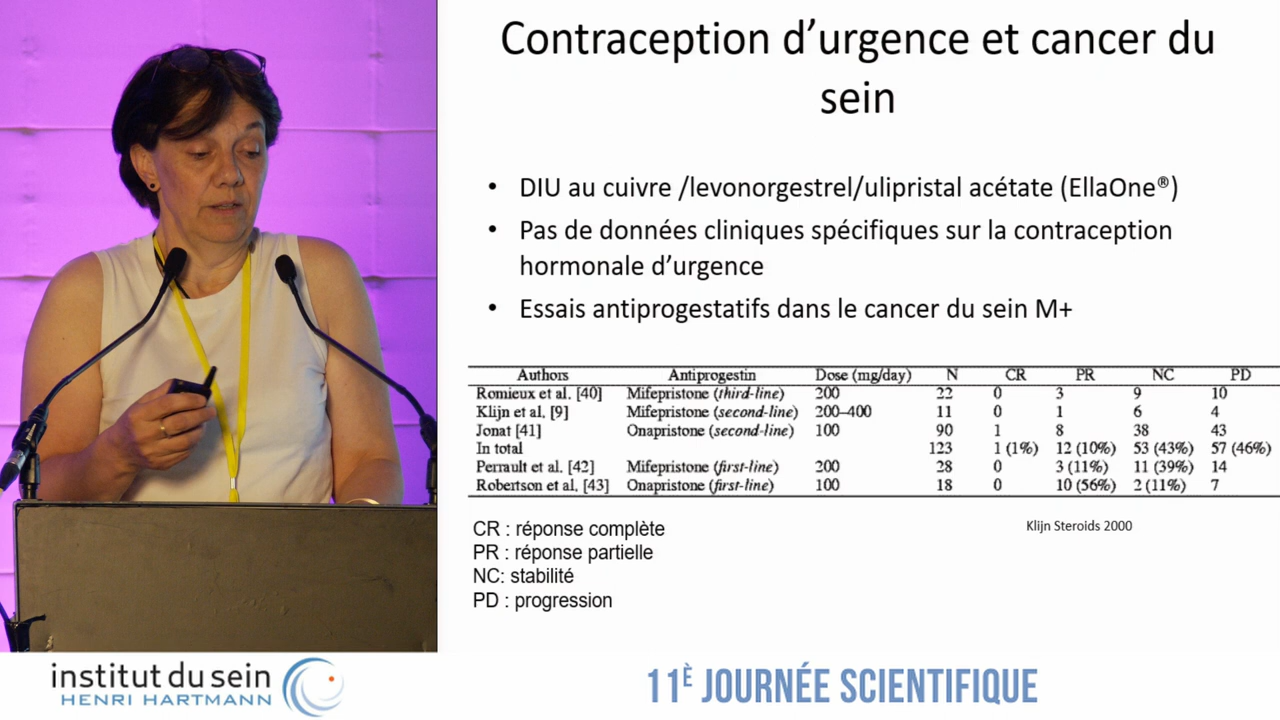 Contraception d’urgence et cancer du
sein
• DIU au cuivre /levonorgestrel/ulipristal acétate (EllaOne®)
• Pas de données cliniques spécifiques sur la contraception
hormonale d’urgence
• Essais antiprogestatifs dans le cancer du sein M+
Authors Antiprogestin Dose (mg/day) N CR PR NC PD
Romieux et al. [40] Mifepristone (third-line) 200 22 0 3 9 10
Klijn et al. [9] Mifepristone (second-line) 200–400 11 0 1 6 4
Jonat [41] Onapristone (second-line) 100 90 1 8 38 43
In total 123 1 (1%) 12 (10%) 53 (43%) 57 (46%)
Perrault et al. [42] Mifepristone (first-line) 200 28 0 3 (11%) 11 (39%) 14
Robertson et al. [43] Onapristone (first-line) 100 18 0 10 (56%) 2 (11%) 7
CR : réponse complète
PR : réponse partielle
NC: stabilité
PD : progression
Klijn Steroids 2000
institut du sein
HENRI HARTMANN
11È JOURNÉE SCIENTIFIQUE